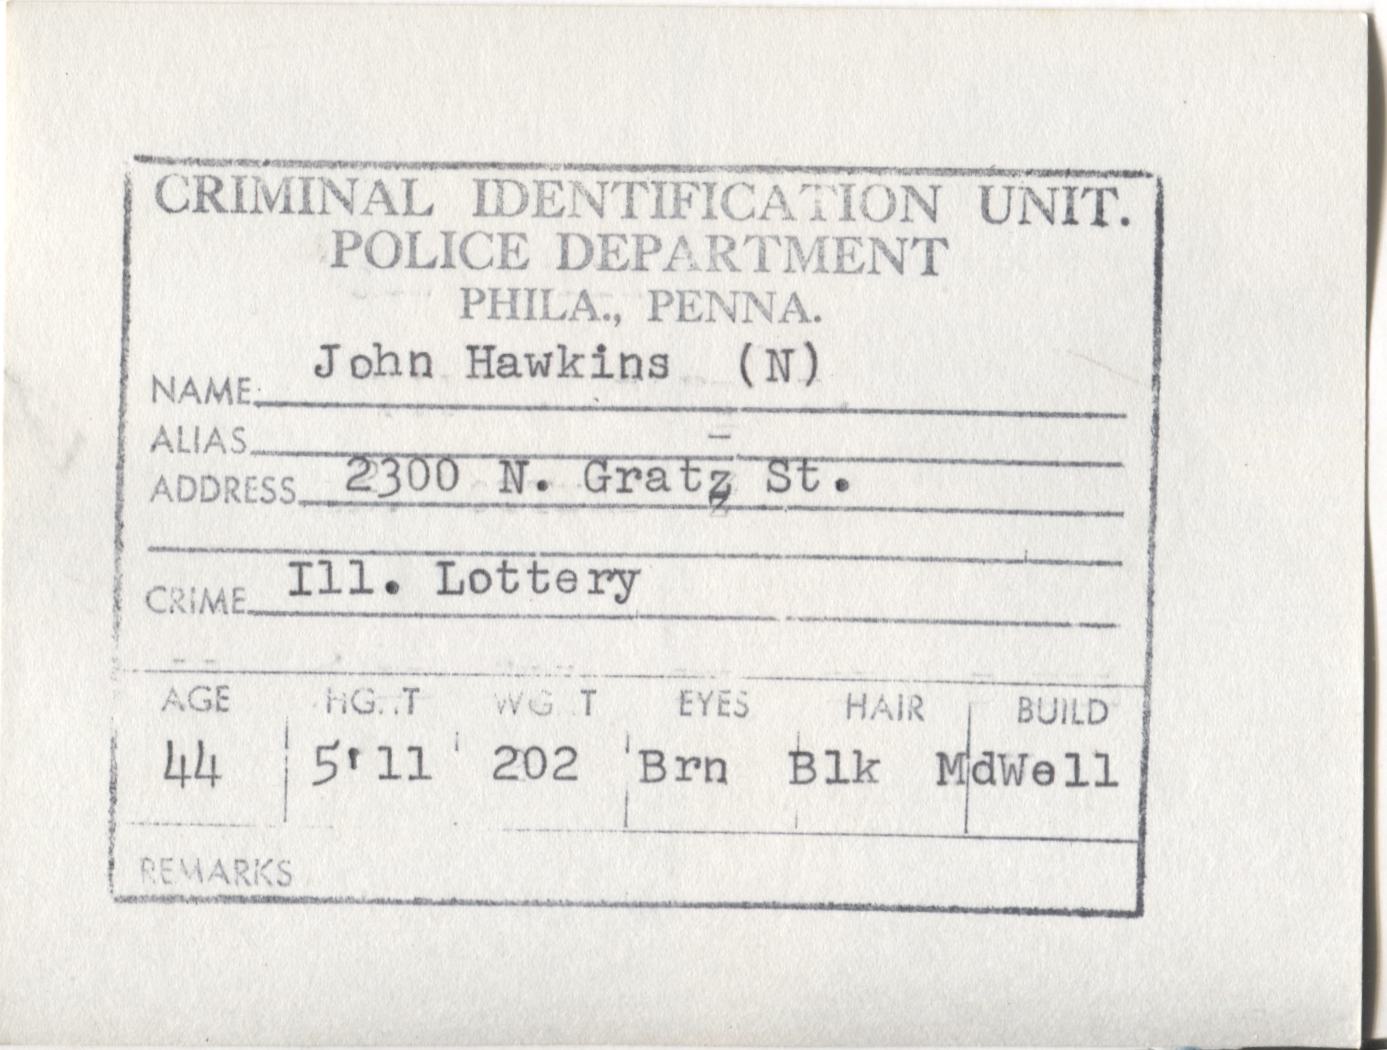 CRIMINAL IDENTIFICATION UNIT.
POLICE DEPARTMENT
PHILA., PENNA.
NAME John Hawkins (N)
ALIAS -
ADDRESS 2300 N. Gratz St.
CRIME Ill. Lottery
AGE HG..T WG..T EYES HAIR BUILD
44 5'11 202 Brn Blk MdWell
REMARKS